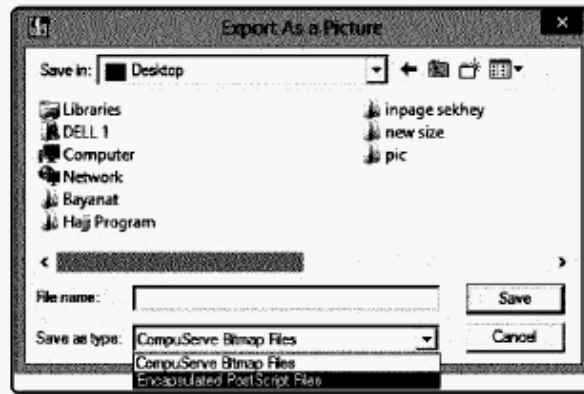 Export As a Picture
Save in: Desktop
Libraries
DELL 1
Computer
Network
Bayanat
Hajj Program
inpage sekhey
new size
pic
File name:
Save
Save as type: CompuServe Bitmap Files
Cancel
CompuServe Bitmap Files
Encapsulated PostScript Files